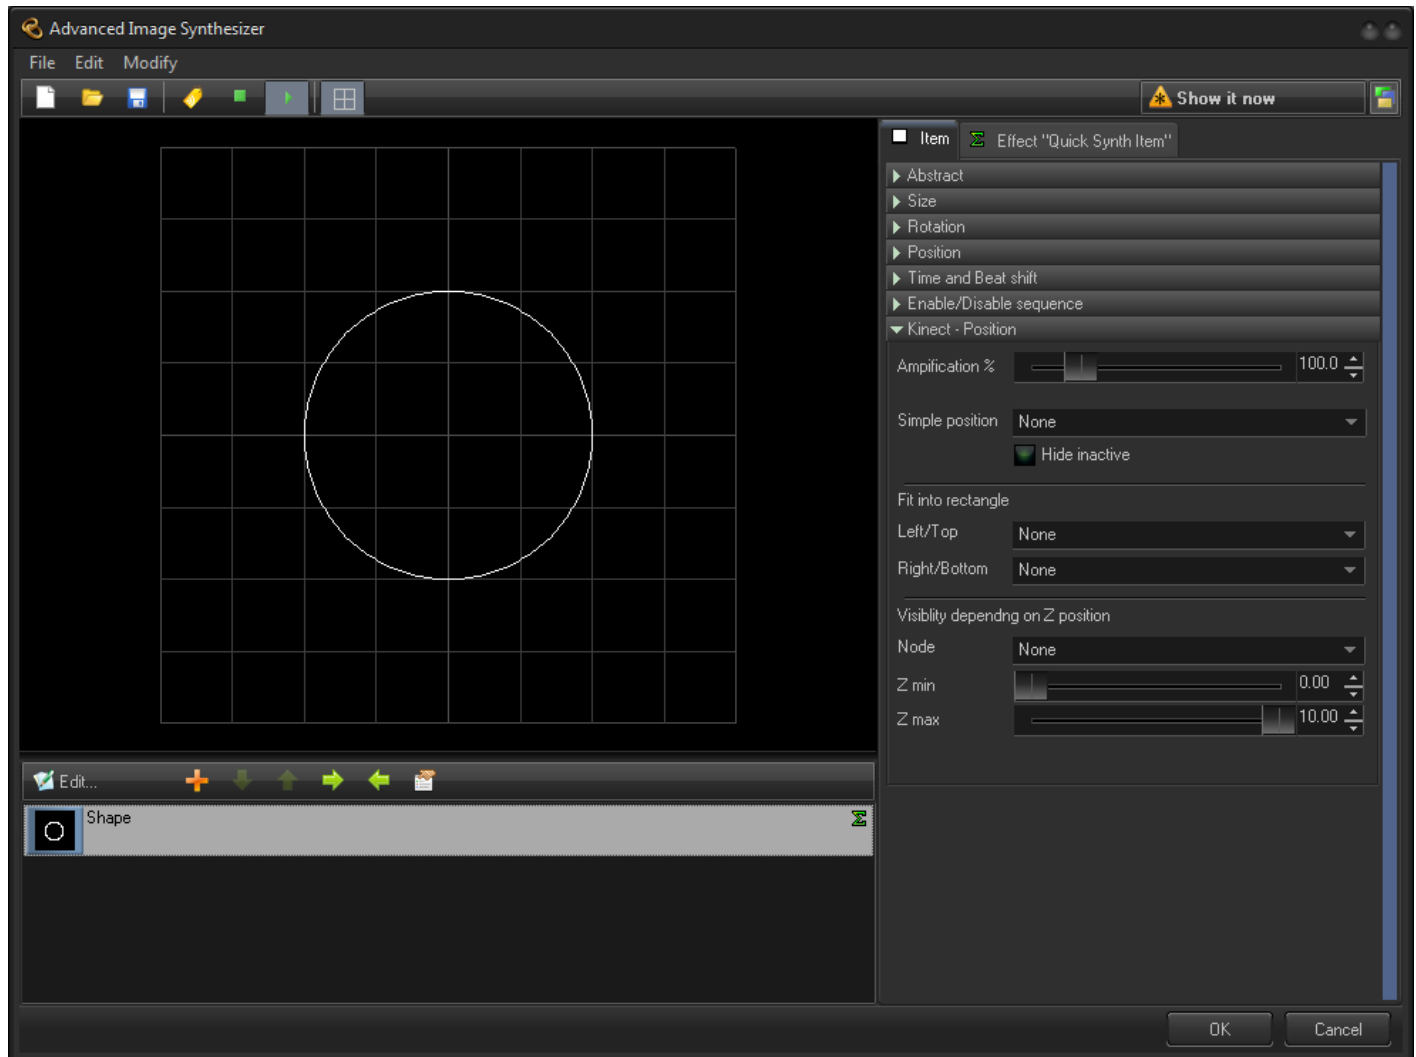 Advanced Image Synthesizer
File Edit Modify
Show it now
Item Effect "Quick Synth Item"
Abstract
Size
Rotation
Position
Time and Beat shift
Enable/Disable sequence
Kinect - Position
Ampification % 100.0
Simple position None
Hide inactive
Fit into rectangle
Left/Top None
Right/Bottom None
Visiblity dependng on Z position
Node None
Z min 0.00
Z max 10.00
Edit...
Shape
OK Cancel